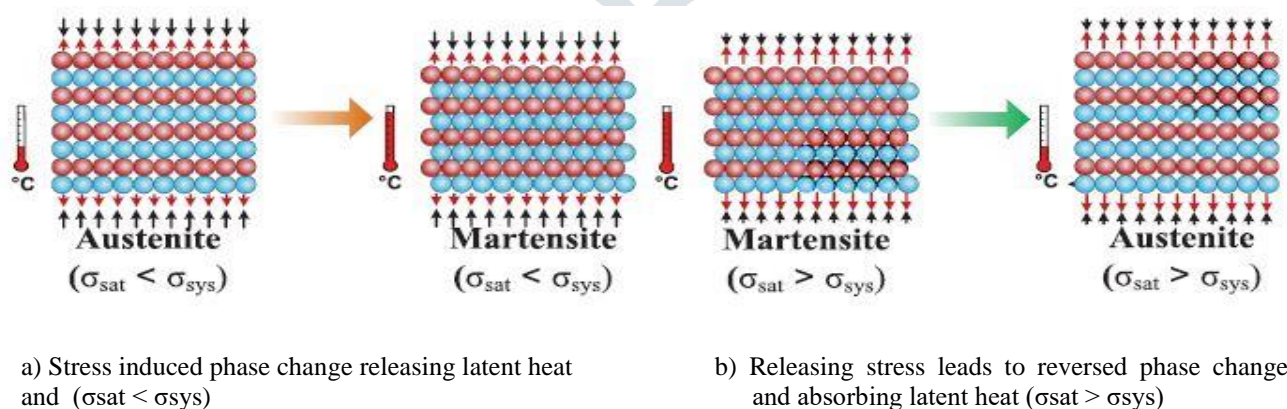 °C
°C
°C
°C
Austenite
(σsat < σsys)
Martensite
(σsat < σsys)
Martensite
(σsat > σsys)
Austenite
(σsat > σsys)
a) Stress induced phase change releasing latent heat
and (σsat < σsys)
b) Releasing stress leads to reversed phase change
and absorbing latent heat (σsat > σsys)